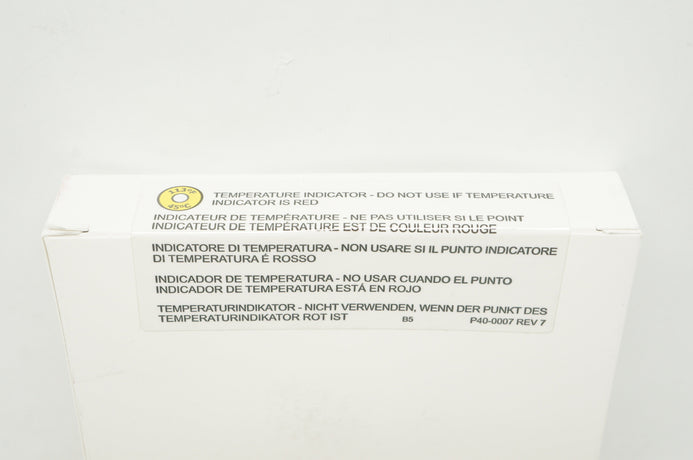 113°F
45°C
TEMPERATURE INDICATOR - DO NOT USE IF TEMPERATURE
INDICATOR IS RED
INDICATEUR DE TEMPÉRATURE - NE PAS UTILISER SI LE POINT
INDICATEUR DE TEMPÉRATURE EST DE COULEUR ROUGE
INDICATORE DI TEMPERATURA - NON USARE SI IL PUNTO INDICATORE
DI TEMPERATURA É ROSSO
INDICADOR DE TEMPERATURA - NO USAR CUANDO EL PUNTO
INDICADOR DE TEMPERATURA ESTÁ EN ROJO
TEMPERATURINDIKATOR - NICHT VERWENDEN, WENN DER PUNKT DES
TEMPERATURINDIKATOR ROT IST B5 P40-0007 REV 7